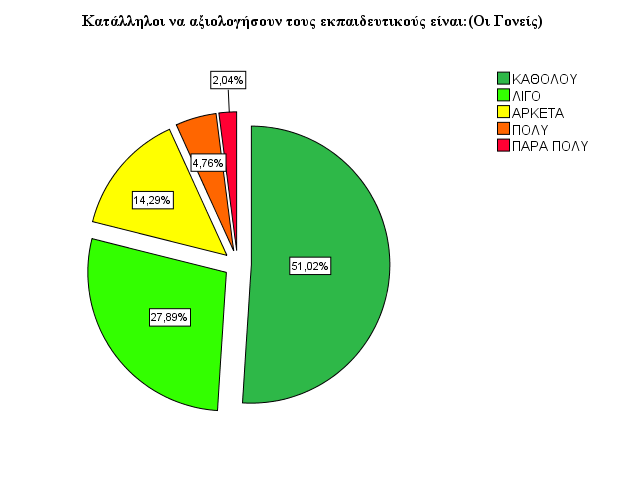 Κατάλληλοι να αξιολογήσουν τους εκπαιδευτικούς είναι:(Οι Γονείς)
2,04%
4,76%
14,29%
51,02%
27,89%
ΚΑΘΟΛΟΥ
ΛΙΓΟ
ΑΡΚΕΤΑ
ΠΟΛΥ
ΠΑΡΑ ΠΟΛΥ